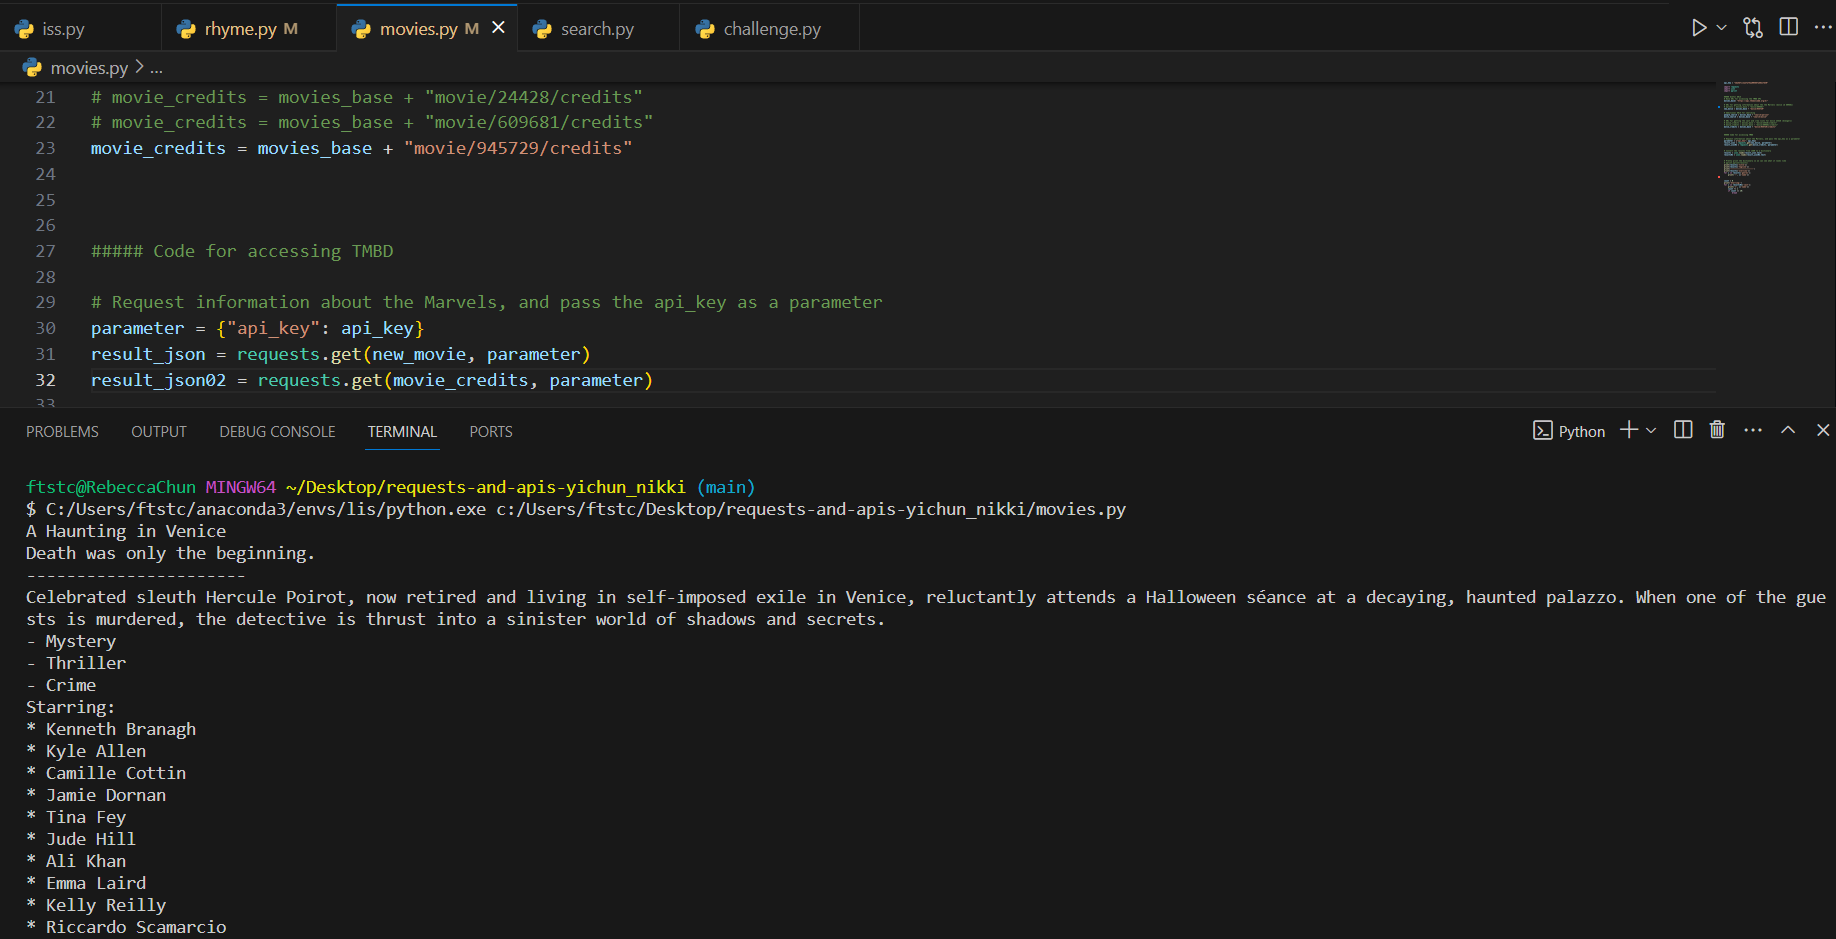 iss.py
rhyme.py M
movies.py M
search.py
challenge.py
movies.py > ...
21 # movie_credits = movies_base + "movie/24428/credits"
22 # movie_credits = movies_base + "movie/609681/credits"
23 movie_credits = movies_base + "movie/945729/credits"
24
25
26
27 ##### Code for accessing TMBD
28
29 # Request information about the Marvels, and pass the api_key as a parameter
30 parameter = {"api_key": api_key}
31 result_json = requests.get(new_movie, parameter)
32 result_json02 = requests.get(movie_credits, parameter)
33
PROBLEMS OUTPUT DEBUG CONSOLE TERMINAL PORTS
Python
ftstc@RebeccaChun MINGW64 ~/Desktop/requests-and-apis-yichun_nikki (main)
$ C:/Users/ftstc/anaconda3/envs/lis/python.exe c:/Users/ftstc/Desktop/requests-and-apis-yichun_nikki/movies.py
A Haunting in Venice
Death was only the beginning.
----------------------
Celebrated sleuth Hercule Poirot, now retired and living in self-imposed exile in Venice, reluctantly attends a Halloween séance at a decaying, haunted palazzo. When one of the gue
sts is murdered, the detective is thrust into a sinister world of shadows and secrets.
- Mystery
- Thriller
- Crime
Starring:
* Kenneth Branagh
* Kyle Allen
* Camille Cottin
* Jamie Dornan
* Tina Fey
* Jude Hill
* Ali Khan
* Emma Laird
* Kelly Reilly
* Riccardo Scamarcio